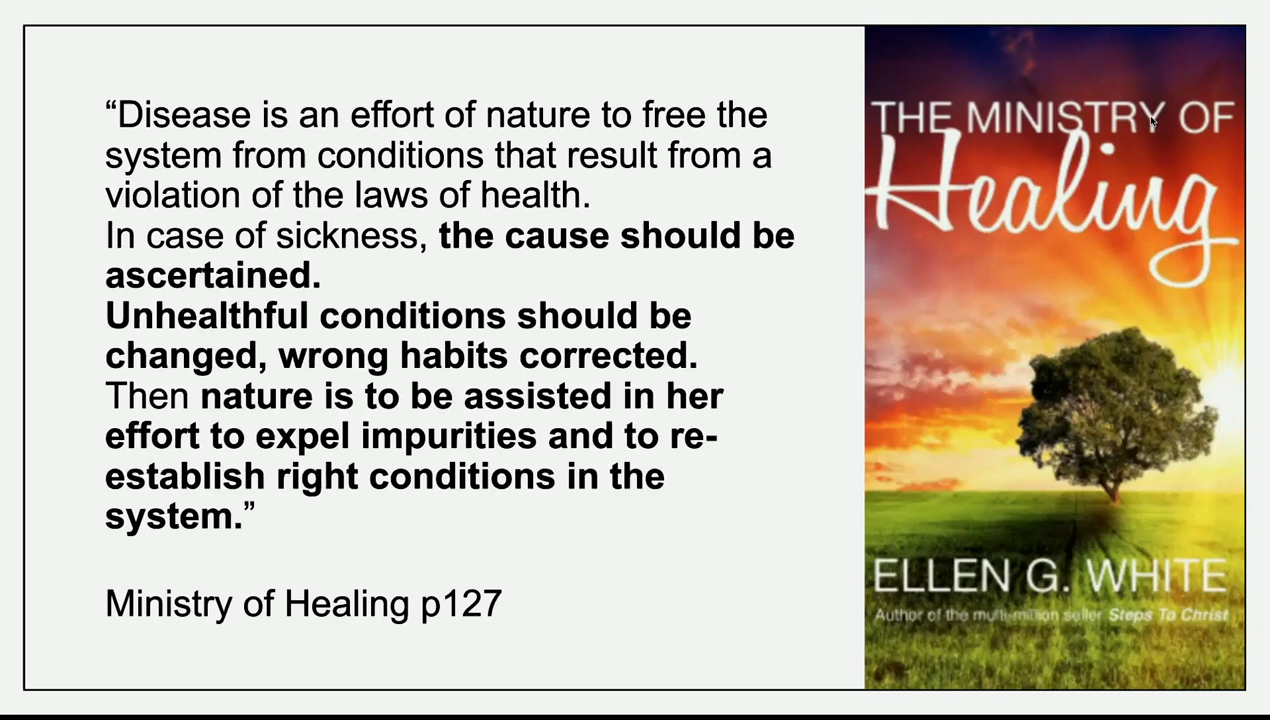 “Disease is an effort of nature to free the
system from conditions that result from a
violation of the laws of health.
In case of sickness, the cause should be
ascertained.
Unhealthful conditions should be
changed, wrong habits corrected.
Then nature is to be assisted in her
effort to expel impurities and to re-
establish right conditions in the
system.”
Ministry of Healing p127
THE MINISTRY OF
Healing
ELLEN G. WHITE
Author of the multi-million seller Steps To Christ